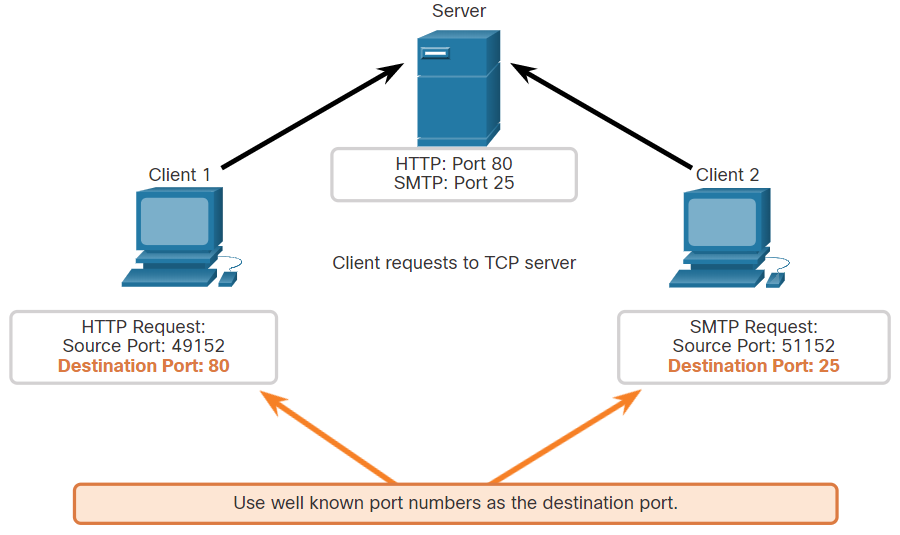 Server
HTTP: Port 80
SMTP: Port 25
Client 1
Client 2
Client requests to TCP server
HTTP Request:
Source Port: 49152
Destination Port: 80
SMTP Request:
Source Port: 51152
Destination Port: 25
Use well known port numbers as the destination port.